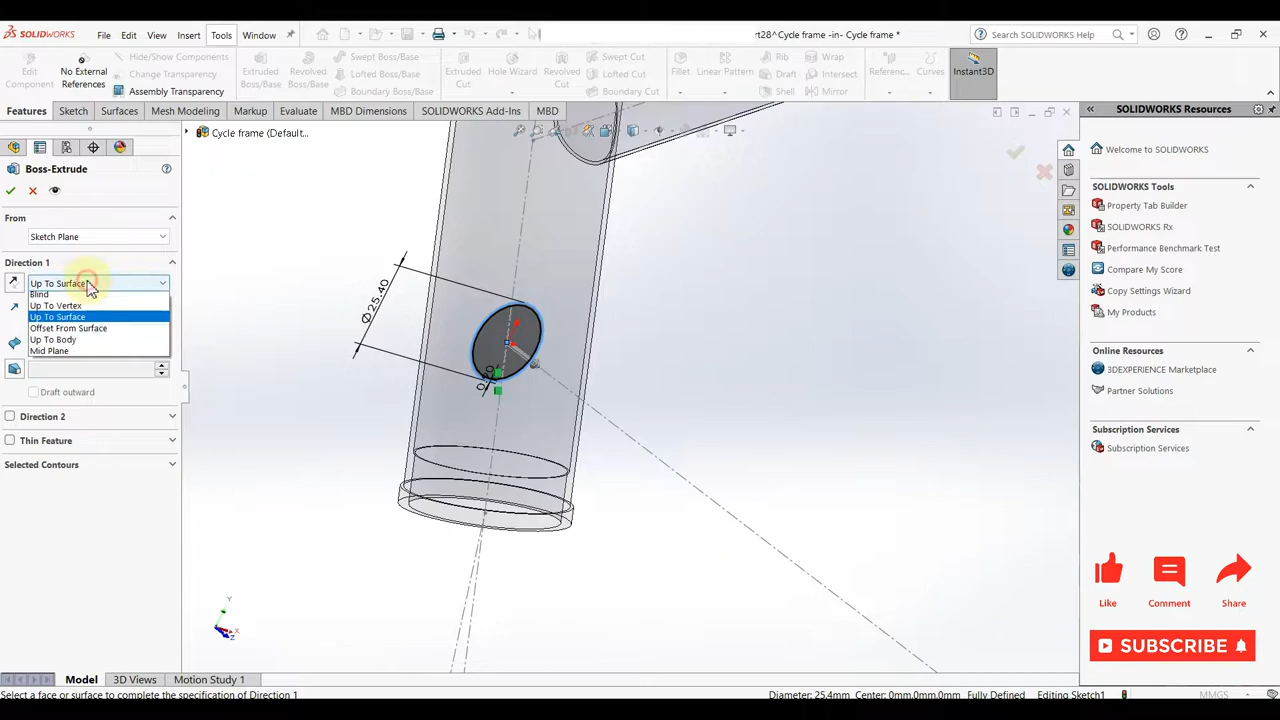 SOLIDWORKS
File
Edit
View
Insert
Tools
Window
rt28^Cycle frame -in- Cycle frame *
Search SOLIDWORKS Help
Edit
Component
No External
References
Hide/Show Components
Change Transparency
Assembly Transparency
Extruded
Boss/Base
Revolved
Boss/Base
Swept Boss/Base
Lofted Boss/Base
Boundary Boss/Base
Extruded
Cut
Hole Wizard
Revolved
Cut
Swept Cut
Lofted Cut
Boundary Cut
Fillet
Linear Pattern
Rib
Draft
Shell
Wrap
Intersect
Mirror
Referenc...
Curves
Instant3D
Features
Sketch
Surfaces
Mesh Modeling
Markup
Evaluate
MBD Dimensions
SOLIDWORKS Add-Ins
MBD
Cycle frame (Default...
Boss-Extrude
From
Sketch Plane
Direction 1
Up To Surface
Blind
Up To Vertex
Up To Surface
Offset From Surface
Up To Body
Mid Plane
Draft outward
Direction 2
Thin Feature
Selected Contours
Ø25.40
0.20
Y
X
Z
SOLIDWORKS Resources
Welcome to SOLIDWORKS
SOLIDWORKS Tools
Property Tab Builder
SOLIDWORKS Rx
Performance Benchmark Test
Compare My Score
Copy Settings Wizard
My Products
Online Resources
3DEXPERIENCE Marketplace
Partner Solutions
Subscription Services
Subscription Services
Like
Comment
Share
SUBSCRIBE
Model
3D Views
Motion Study 1
Select a face or surface to complete the specification of Direction 1
Diameter: 25.4mm Center: 0mm,0mm,0mm
Fully Defined
Editing Sketch1
MMGS